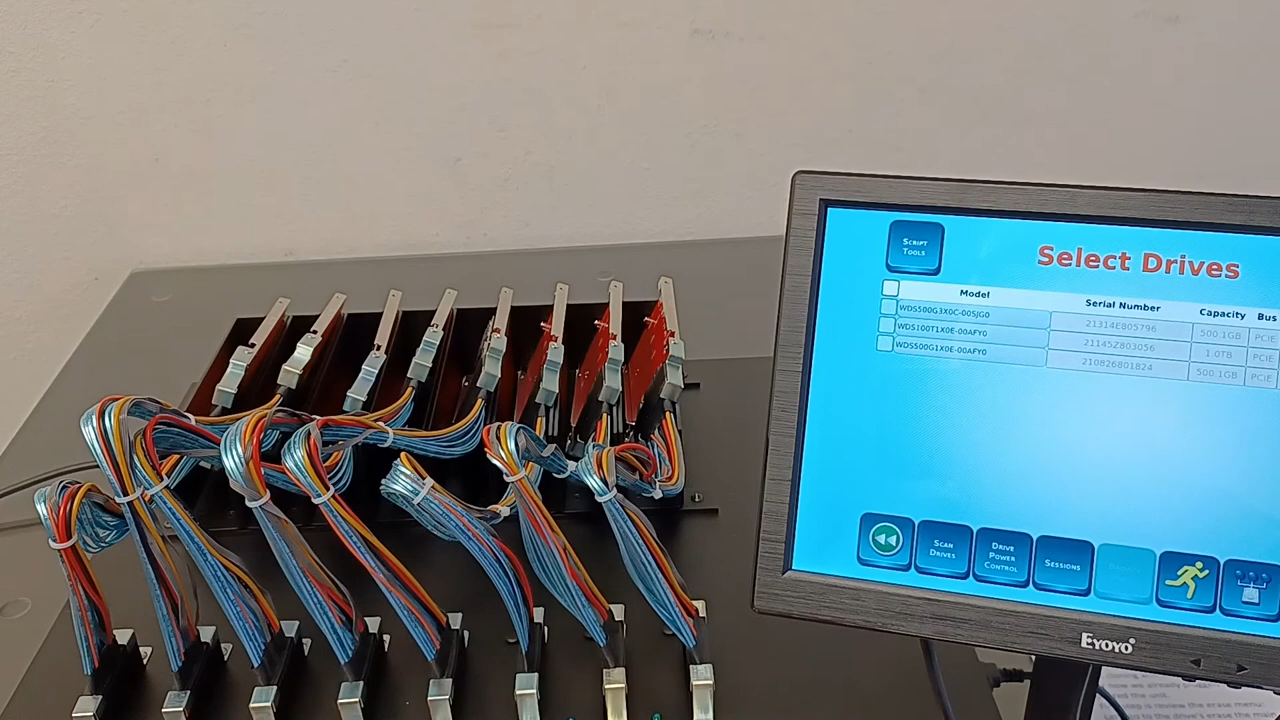 SCRIPT TOOLS
Select Drives
Model Serial Number Capacity Bus
WDS500G3X0C-00SJG0 21314E805796 500.1GB PCIE
WDS100T1X0E-00AFY0 21145Z803056 1.0TB PCIE
WDS500G1X0E-00AFY0 210826801824 500.1GB PCIE
SCAN DRIVES
DRIVE POWER CONTROL
SESSIONS
EYOYO